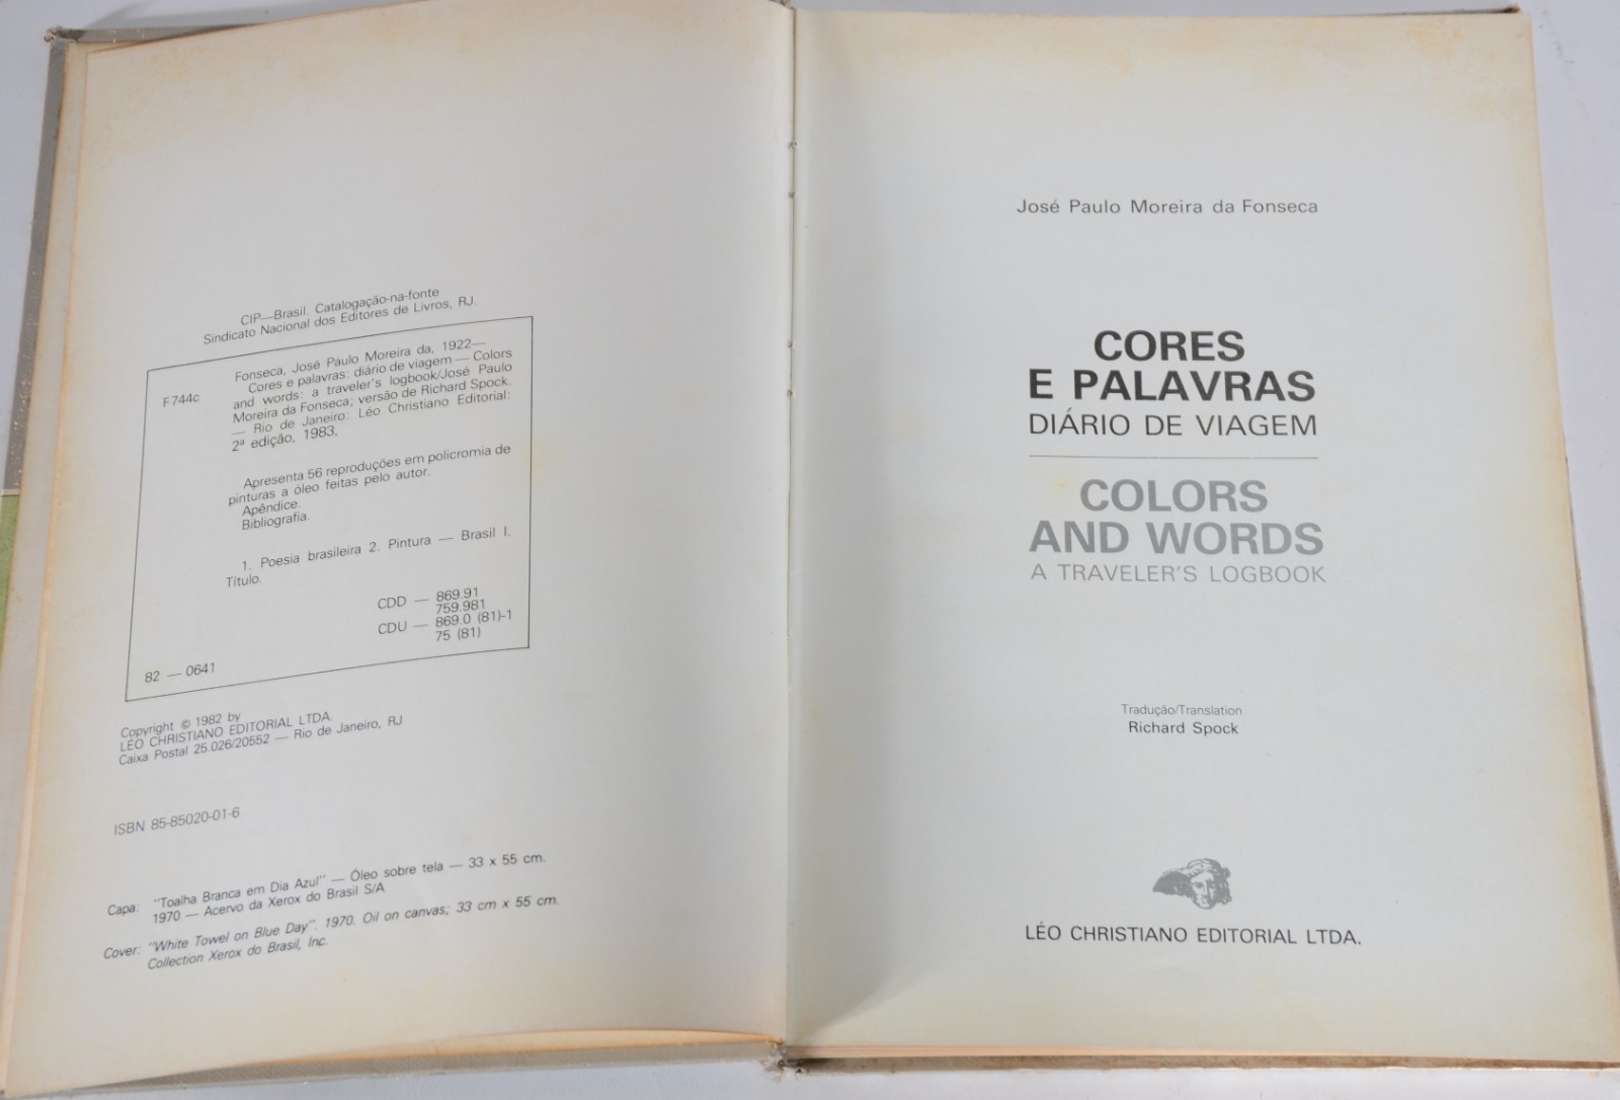 CIP—Brasil. Catalogação-na-fonte
Sindicato Nacional dos Editores de Livros, RJ.
Fonseca, José Paulo Moreira da, 1922—
F744c
Cores e palavras: diário de viagem — Colors
and words: a traveler's logbook/José Paulo
Moreira da Fonseca; versão de Richard Spock.
— Rio de Janeiro: Léo Christiano Editorial:
2ª edição, 1983.
Apresenta 56 reproduções em policromia de
pinturas a óleo feitas pelo autor.
Apêndice.
Bibliografia.
1. Poesia brasileira 2. Pintura — Brasil I.
Título.
CDD — 869.91
759.981
CDU — 869.0 (81)-1
75 (81)
82 — 0641
Copyright © 1982 by
LÉO CHRISTIANO EDITORIAL LTDA.
Caixa Postal 25.026/20552 — Rio de Janeiro, RJ
ISBN 85-85020-01-6
Capa: "Toalha Branca em Dia Azul" — Óleo sobre tela — 33 x 55 cm.
1970 — Acervo da Xerox do Brasil S/A
Cover: "White Towel on Blue Day". 1970. Oil on canvas; 33 cm x 55 cm.
Collection Xerox do Brasil, Inc.
José Paulo Moreira da Fonseca
CORES
E PALAVRAS
DIÁRIO DE VIAGEM
COLORS
AND WORDS
A TRAVELER'S LOGBOOK
Tradução/Translation
Richard Spock
LÉO CHRISTIANO EDITORIAL LTDA.